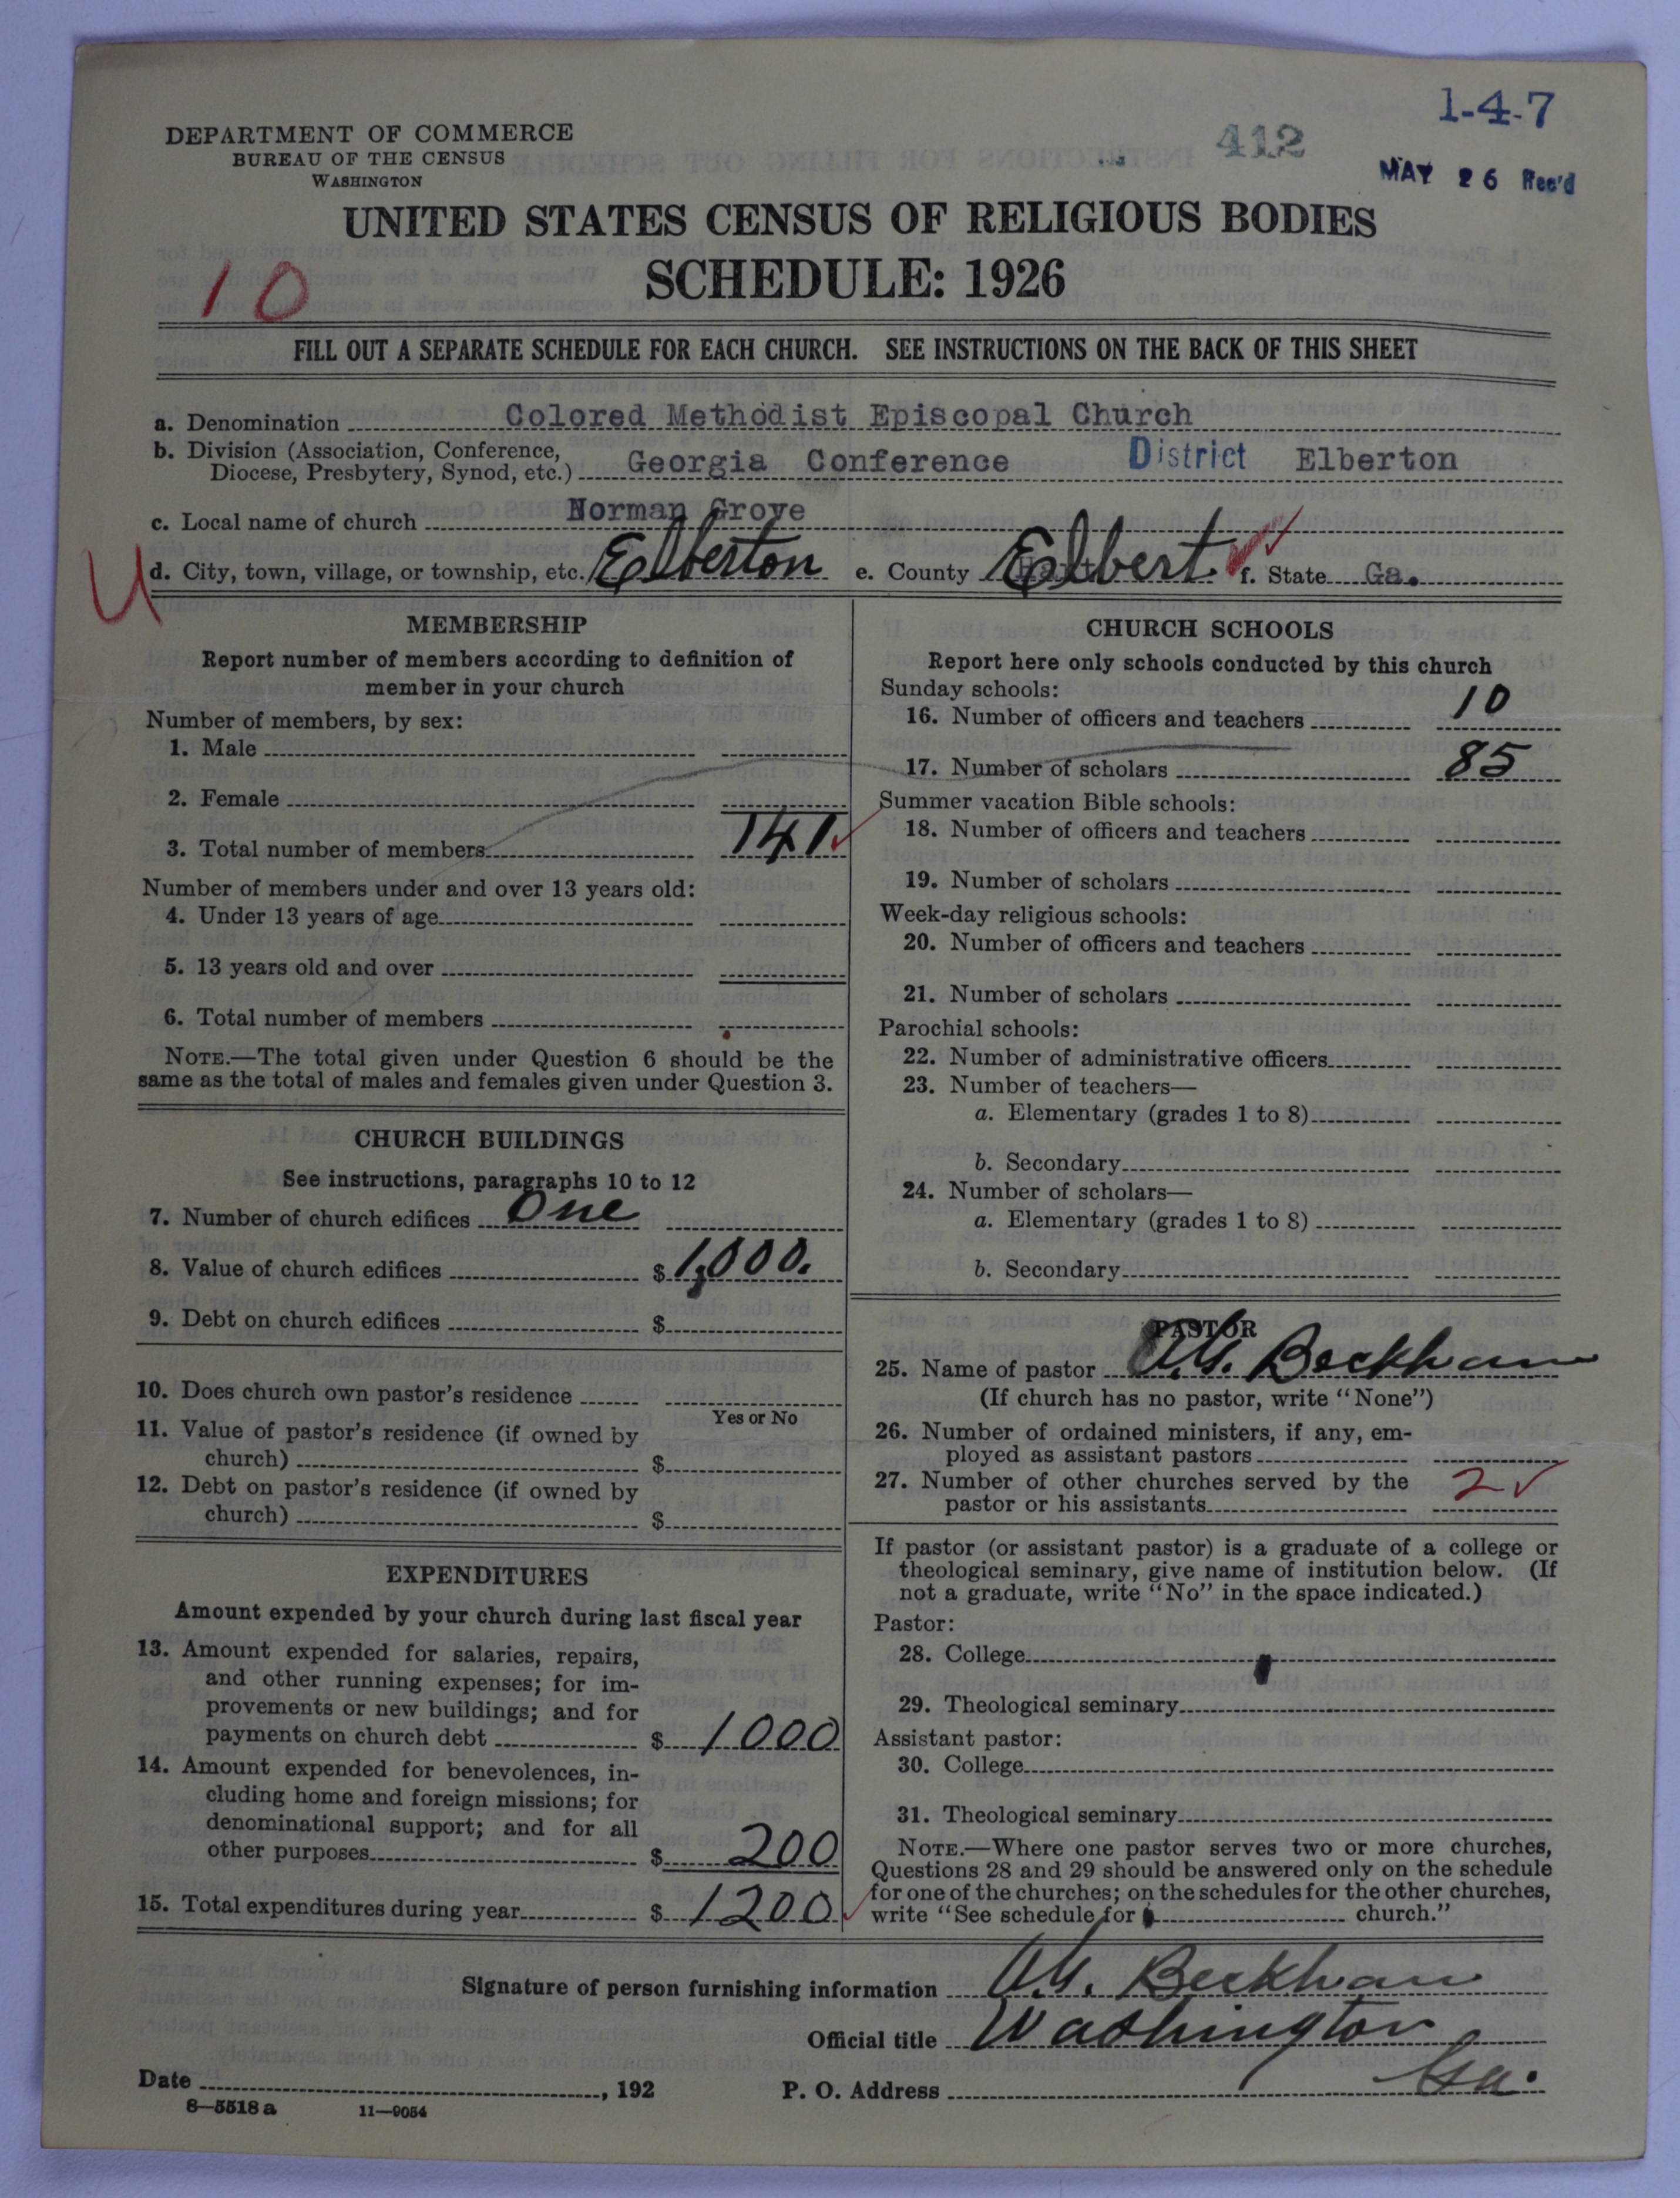 1-4-7
412
MAY 26 Rec'd
DEPARTMENT OF COMMERCE
BUREAU OF THE CENSUS
WASHINGTON
UNITED STATES CENSUS OF RELIGIOUS BODIES
SCHEDULE: 1926
10
FILL OUT A SEPARATE SCHEDULE FOR EACH CHURCH. SEE INSTRUCTIONS ON THE BACK OF THIS SHEET
a. Denomination Colored Methodist Episcopal Church
b. Division (Association, Conference,
Diocese, Presbytery, Synod, etc.) Georgia Conference District Elberton
c. Local name of church Norman Grove
U
d. City, town, village, or township, etc. Elberton e. County Elbert f. State Ga.
MEMBERSHIP
Report number of members according to definition of
member in your church
Number of members, by sex:
1. Male
2. Female
3. Total number of members 141
Number of members under and over 13 years old:
4. Under 13 years of age
5. 13 years old and over
6. Total number of members
NOTE.—The total given under Question 6 should be the
same as the total of males and females given under Question 3.
CHURCH BUILDINGS
See instructions, paragraphs 10 to 12
7. Number of church edifices One
8. Value of church edifices $ 1,000.
9. Debt on church edifices $
10. Does church own pastor's residence
Yes or No
11. Value of pastor's residence (if owned by
church) $
12. Debt on pastor's residence (if owned by
church) $
EXPENDITURES
Amount expended by your church during last fiscal year
13. Amount expended for salaries, repairs,
and other running expenses; for im-
provements or new buildings; and for
payments on church debt $ 1000
14. Amount expended for benevolences, in-
cluding home and foreign missions; for
denominational support; and for all
other purposes $ 200
15. Total expenditures during year $ 1200
CHURCH SCHOOLS
Report here only schools conducted by this church
Sunday schools:
16. Number of officers and teachers 10
17. Number of scholars 85
Summer vacation Bible schools:
18. Number of officers and teachers
19. Number of scholars
Week-day religious schools:
20. Number of officers and teachers
21. Number of scholars
Parochial schools:
22. Number of administrative officers
23. Number of teachers—
a. Elementary (grades 1 to 8)
b. Secondary
24. Number of scholars—
a. Elementary (grades 1 to 8)
b. Secondary
PASTOR
25. Name of pastor A.G. Beckham
(If church has no pastor, write "None")
26. Number of ordained ministers, if any, em-
ployed as assistant pastors
27. Number of other churches served by the
pastor or his assistants 2
If pastor (or assistant pastor) is a graduate of a college or
theological seminary, give name of institution below. (If
not a graduate, write "No" in the space indicated.)
Pastor:
28. College
29. Theological seminary
Assistant pastor:
30. College
31. Theological seminary
NOTE.—Where one pastor serves two or more churches,
Questions 28 and 29 should be answered only on the schedule
for one of the churches; on the schedules for the other churches,
write "See schedule for church."
Signature of person furnishing information A.G. Beckham
Official title Washington
Date , 192 P. O. Address Ga.
8—5518 a 11—9054